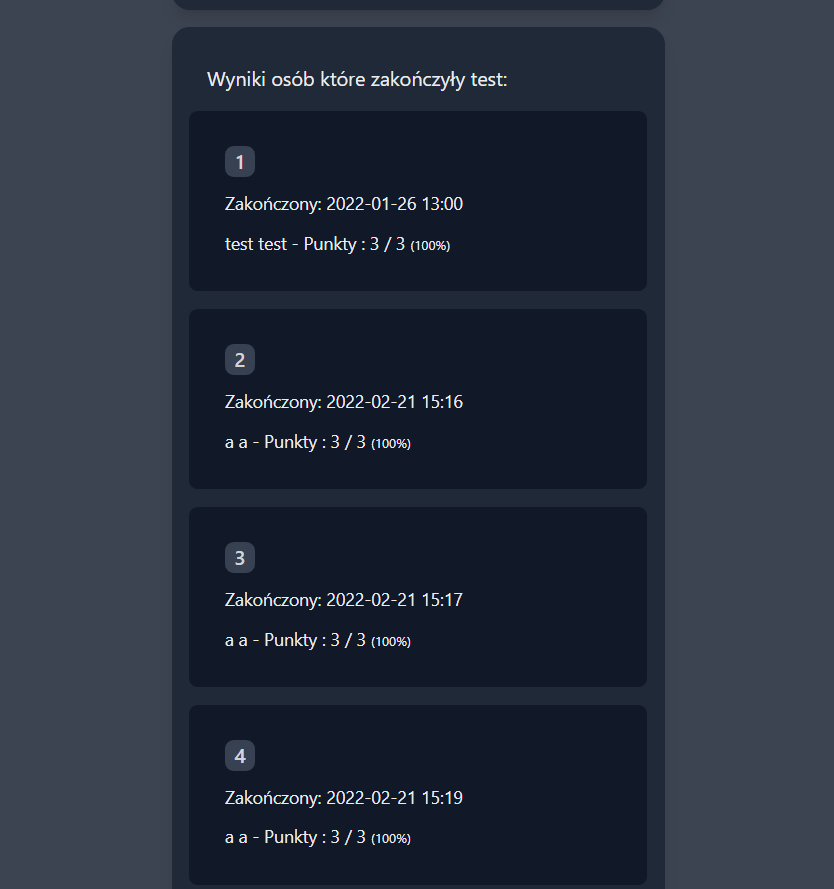 Wyniki osób które zakończyły test:
1
Zakończony: 2022-01-26 13:00
test test - Punkty : 3 / 3 (100%)
2
Zakończony: 2022-02-21 15:16
a a - Punkty : 3 / 3 (100%)
3
Zakończony: 2022-02-21 15:17
a a - Punkty : 3 / 3 (100%)
4
Zakończony: 2022-02-21 15:19
a a - Punkty : 3 / 3 (100%)